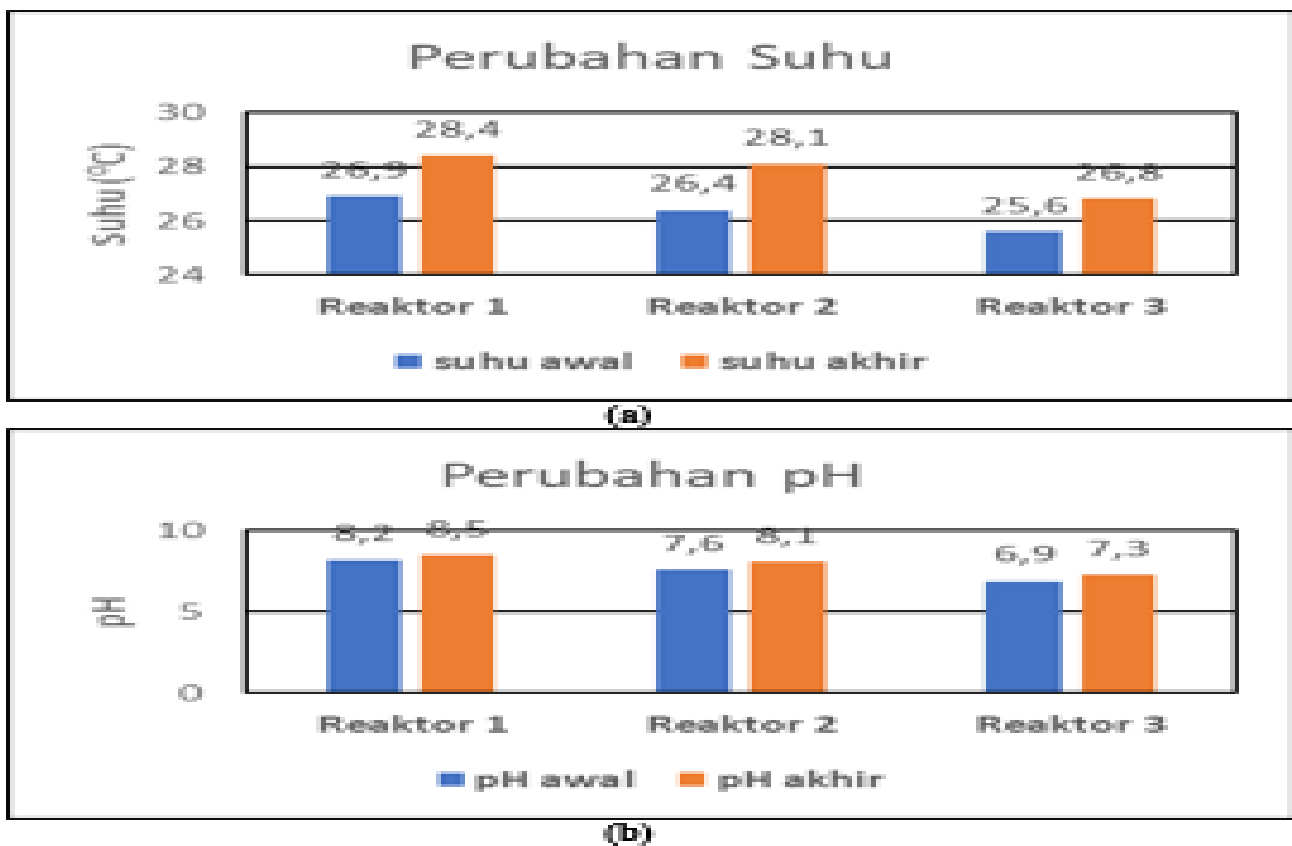 Perubahan Suhu
Suhu (°C)
30
28
26
24
26,9 28,4 26,4 28,1 25,6 26,8
Reaktor 1 Reaktor 2 Reaktor 3
suhu awal suhu akhir
(a)
Perubahan pH
pH
10
5
0
8,2 8,5 7,6 8,1 6,9 7,3
Reaktor 1 Reaktor 2 Reaktor 3
pH awal pH akhir
(b)